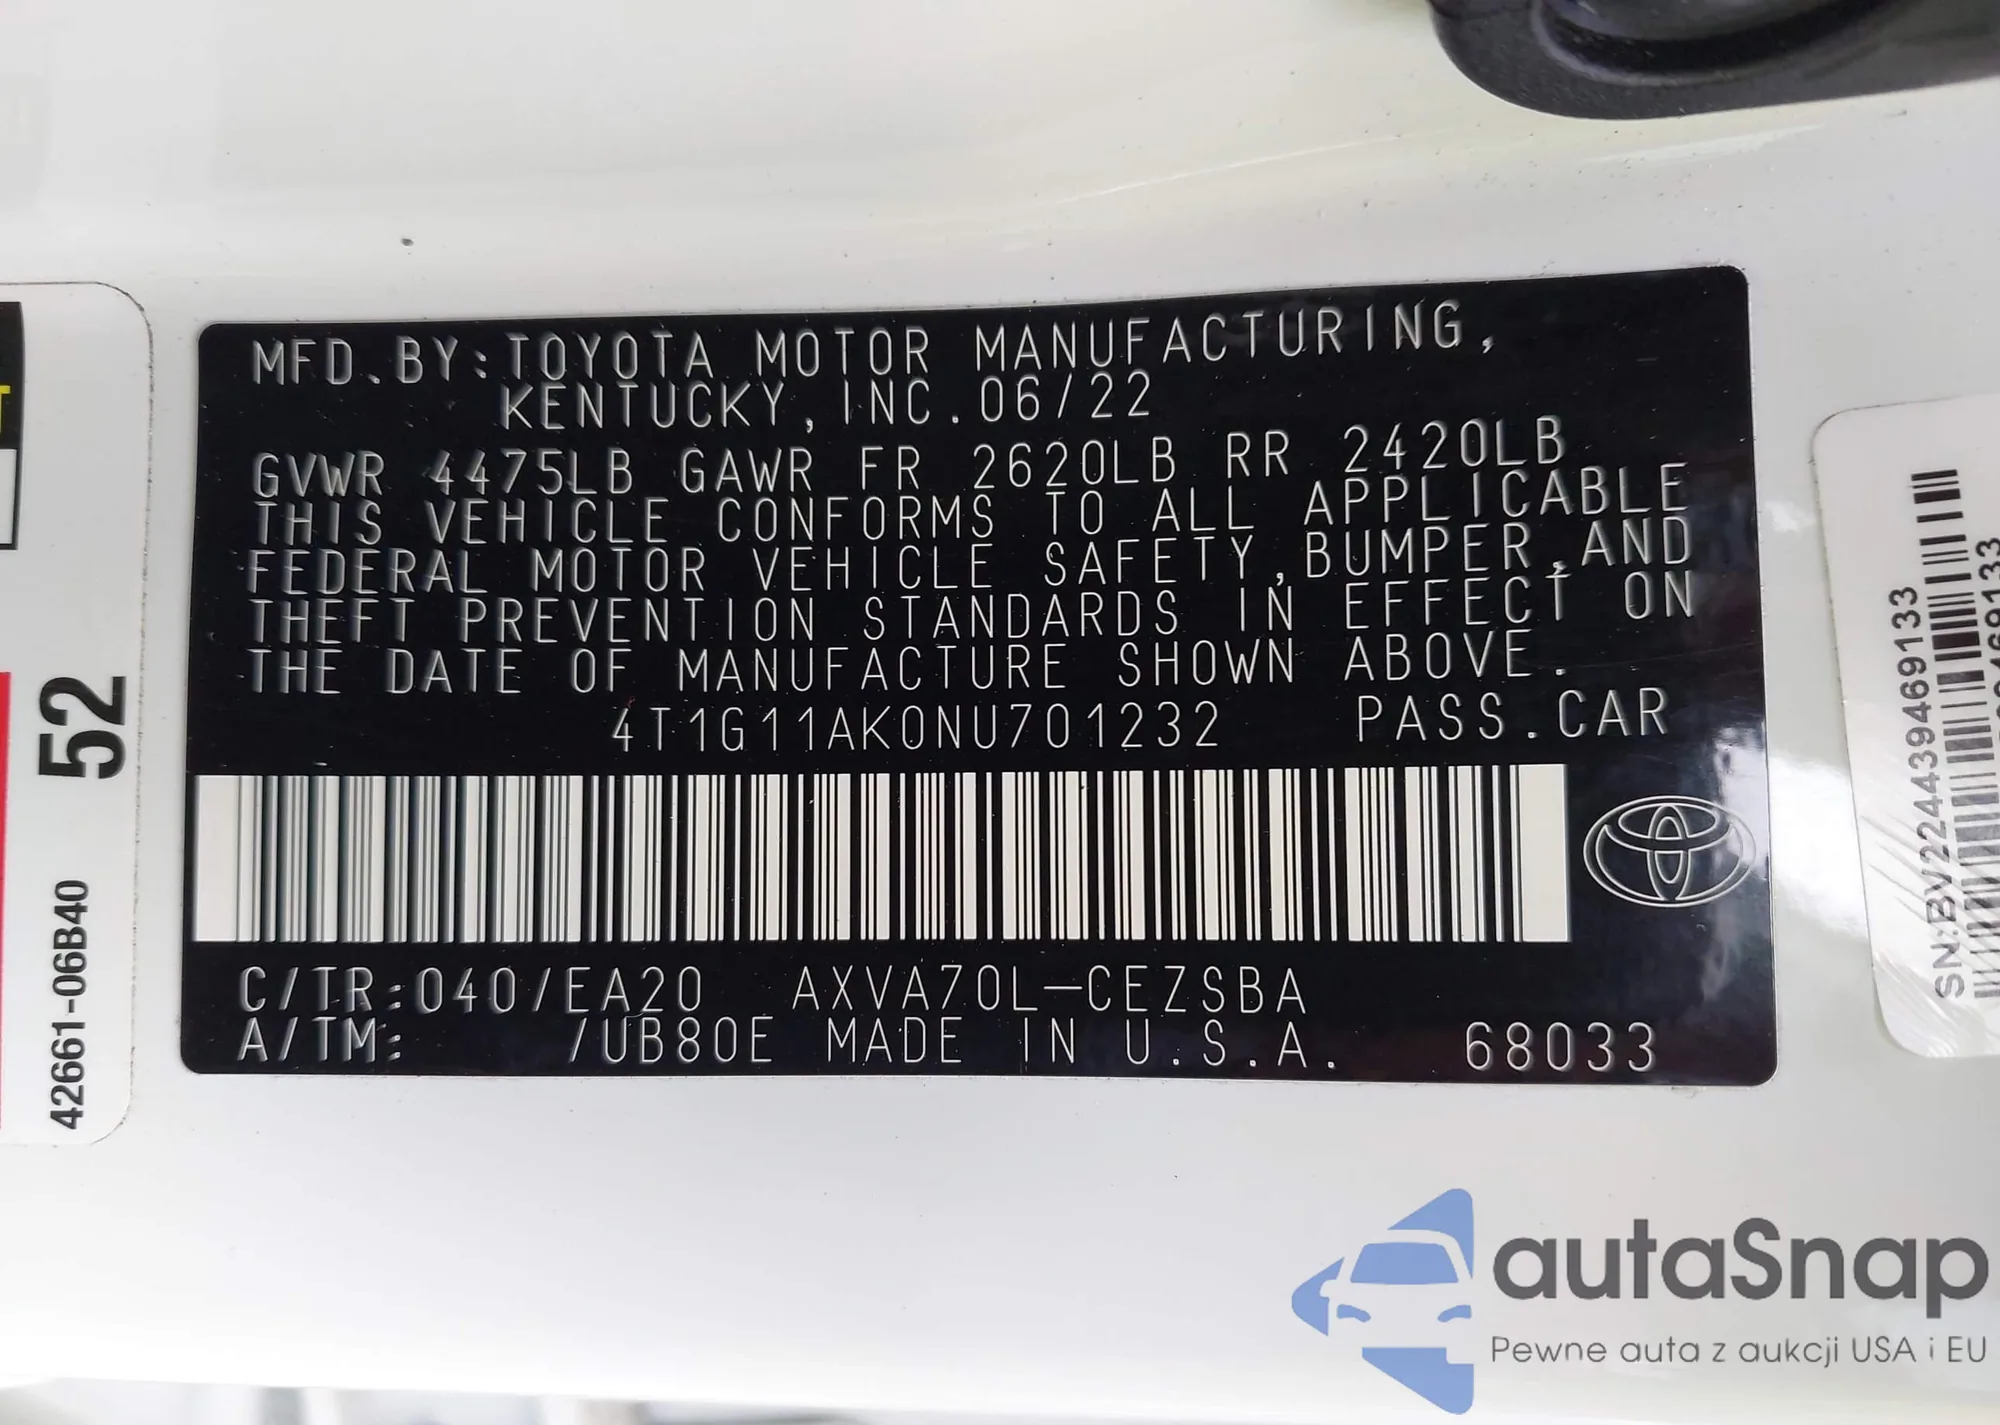 MFD.BY:TOYOTA MOTOR MANUFACTURING,
KENTUCKY,INC.06/22
GVWR 4475LB GAWR FR 2620LB RR 2420LB
THIS VEHICLE CONFORMS TO ALL APPLICABLE
FEDERAL MOTOR VEHICLE SAFETY,BUMPER,AND
THEFT PREVENTION STANDARDS IN EFFECT ON
THE DATE OF MANUFACTURE SHOWN ABOVE.
4T1G11AK0NU701232 PASS.CAR
C/TR:040/EA20 AXVA70L-CEZSBA
A/TM: /UB80E MADE IN U.S.A. 68033
52
42661-06B40
SN:BV224439469133
autaSnap
Pewne auta z aukcji USA i EU